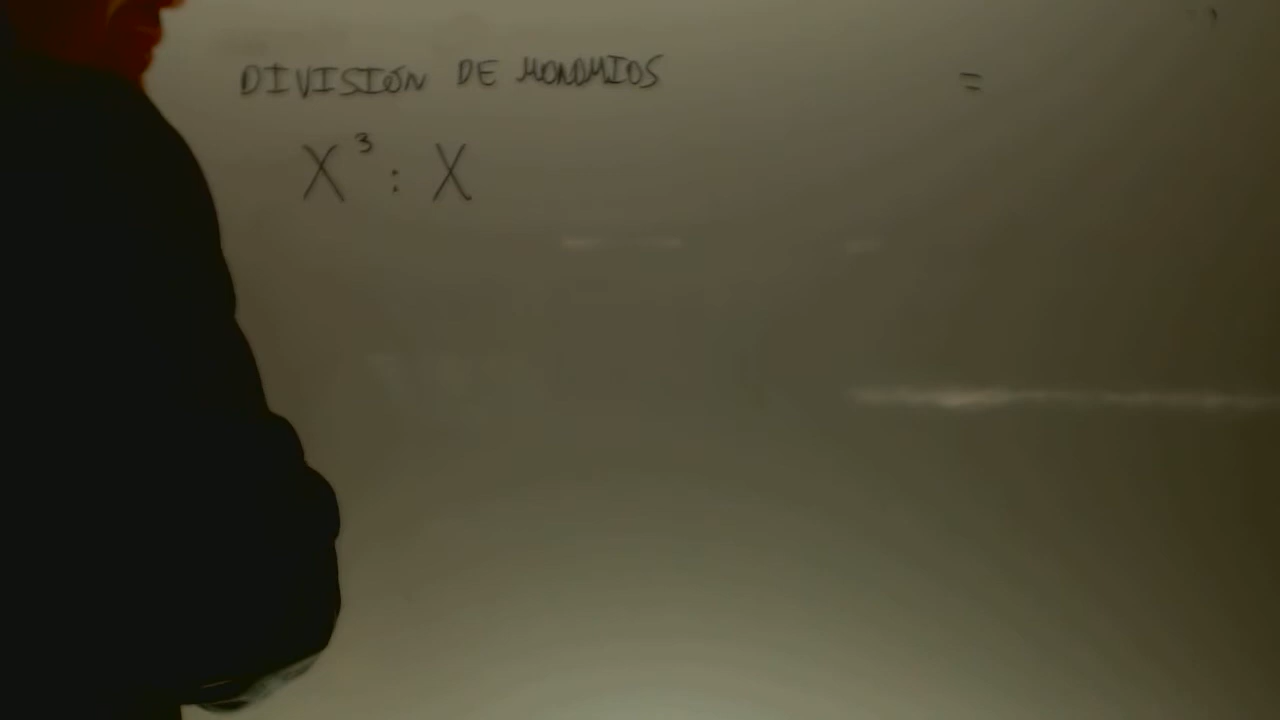 DIVISIÓN DE MONOMIOS =
X³ : X